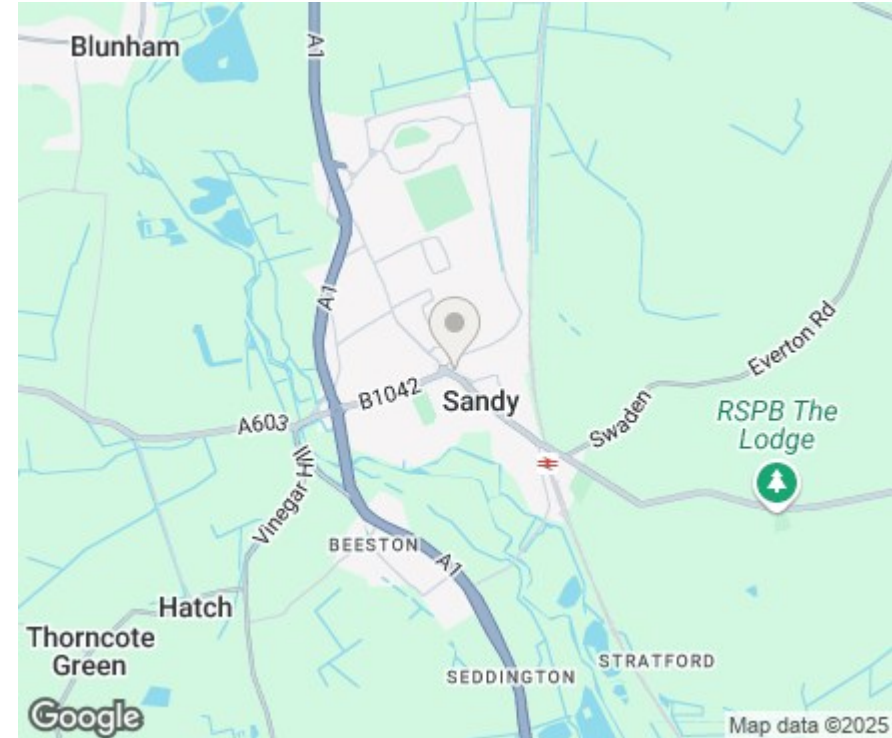 Blunham
A1
A1
B1042
Sandy
A603
Swaden
Everton Rd
RSPB The
Lodge
Vinegar H
Hill
BEESTON
A1
Hatch
Thorncote
Green
SEDDINGTON
STRATFORD
Google
Map data ©2025